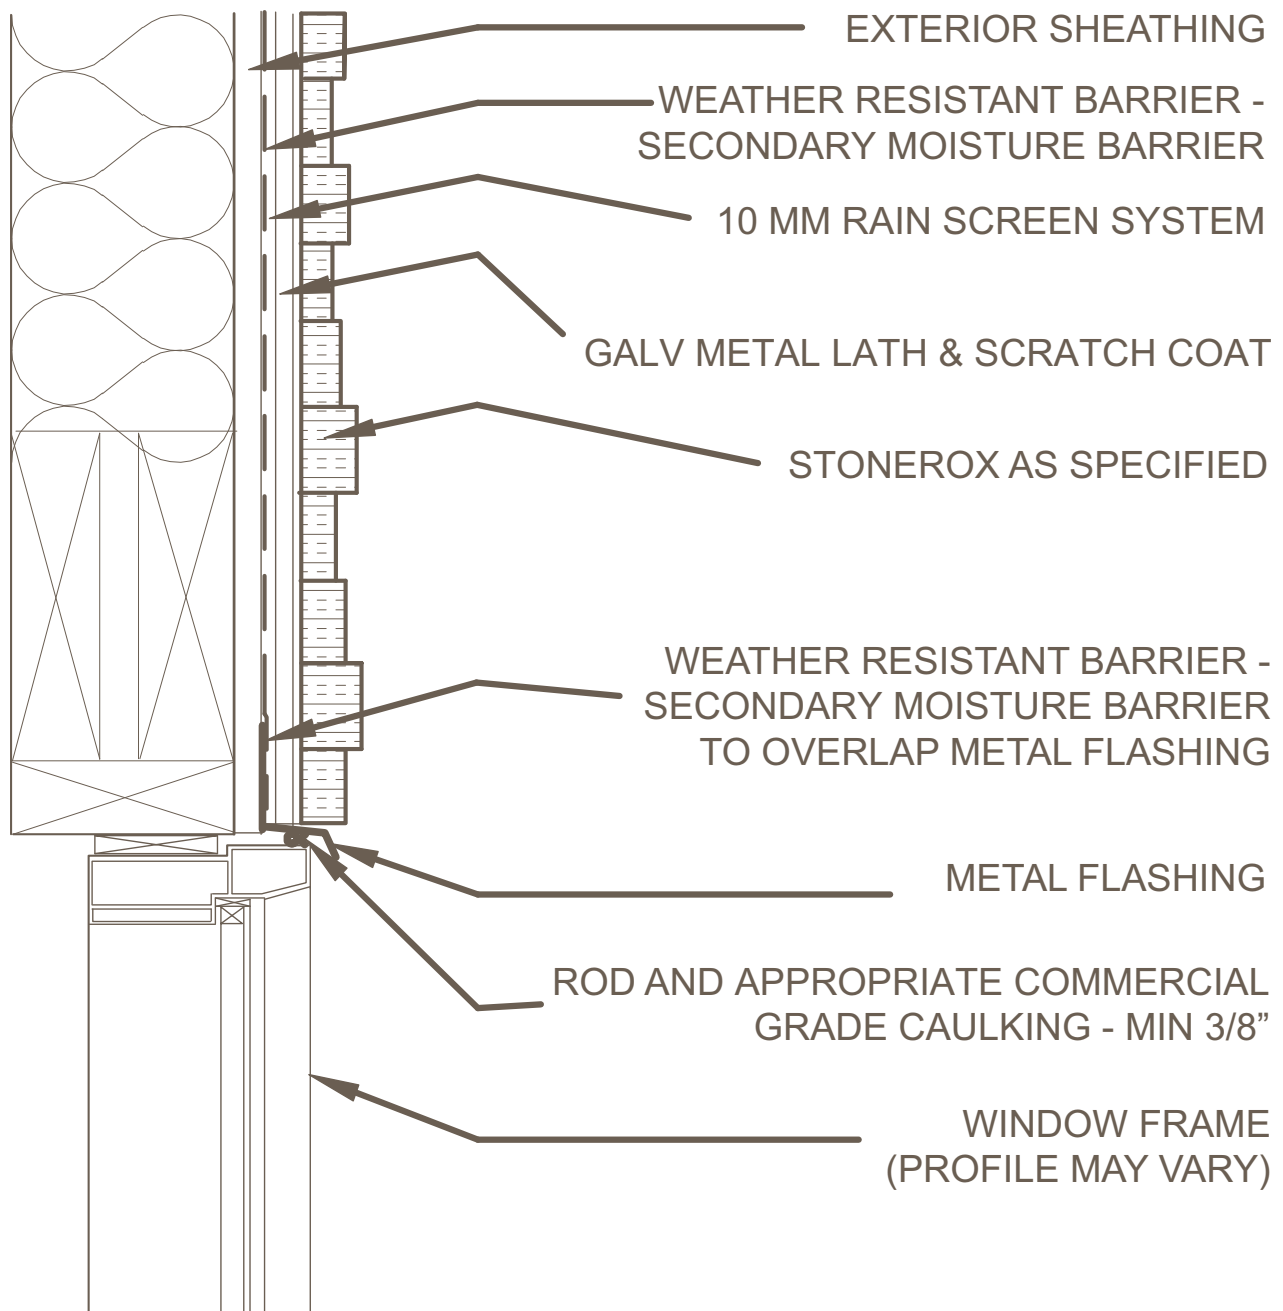 EXTERIOR SHEATHING
WEATHER RESISTANT BARRIER -
SECONDARY MOISTURE BARRIER
10 MM RAIN SCREEN SYSTEM
GALV METAL LATH & SCRATCH COAT
STONEROX AS SPECIFIED
WEATHER RESISTANT BARRIER -
SECONDARY MOISTURE BARRIER
TO OVERLAP METAL FLASHING
METAL FLASHING
ROD AND APPROPRIATE COMMERCIAL
GRADE CAULKING - MIN 3/8”
WINDOW FRAME
(PROFILE MAY VARY)